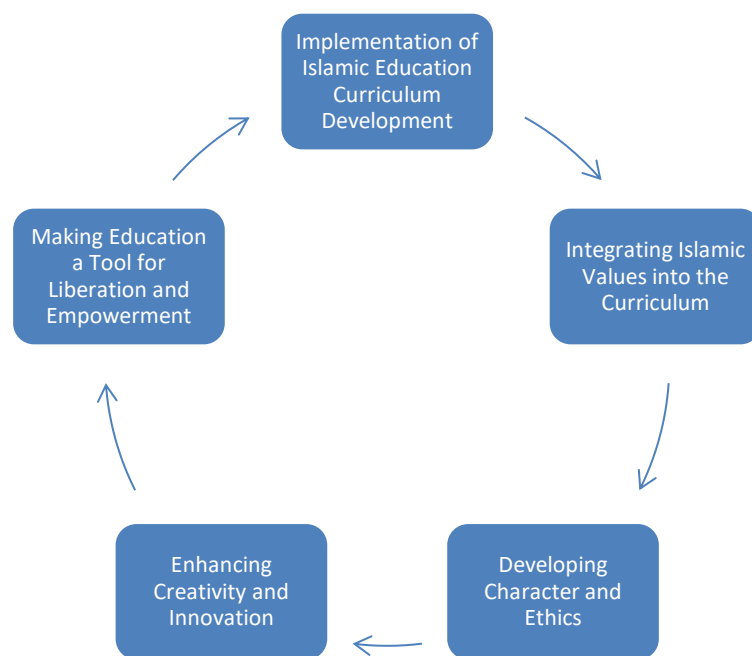 Implementation of
Islamic Education
Curriculum
Development
Integrating Islamic
Values into the
Curriculum
Developing
Character and
Ethics
Enhancing
Creativity and
Innovation
Making Education
a Tool for
Liberation and
Empowerment